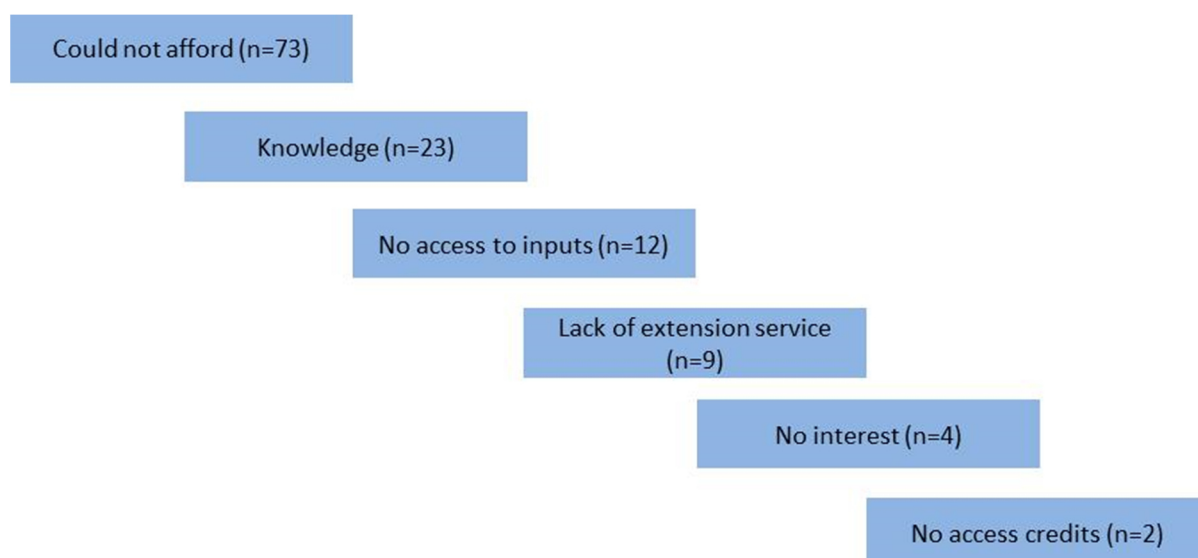 Could not afford (n=73)
Knowledge (n=23)
No access to inputs (n=12)
Lack of extension service
(n=9)
No interest (n=4)
No access credits (n=2)